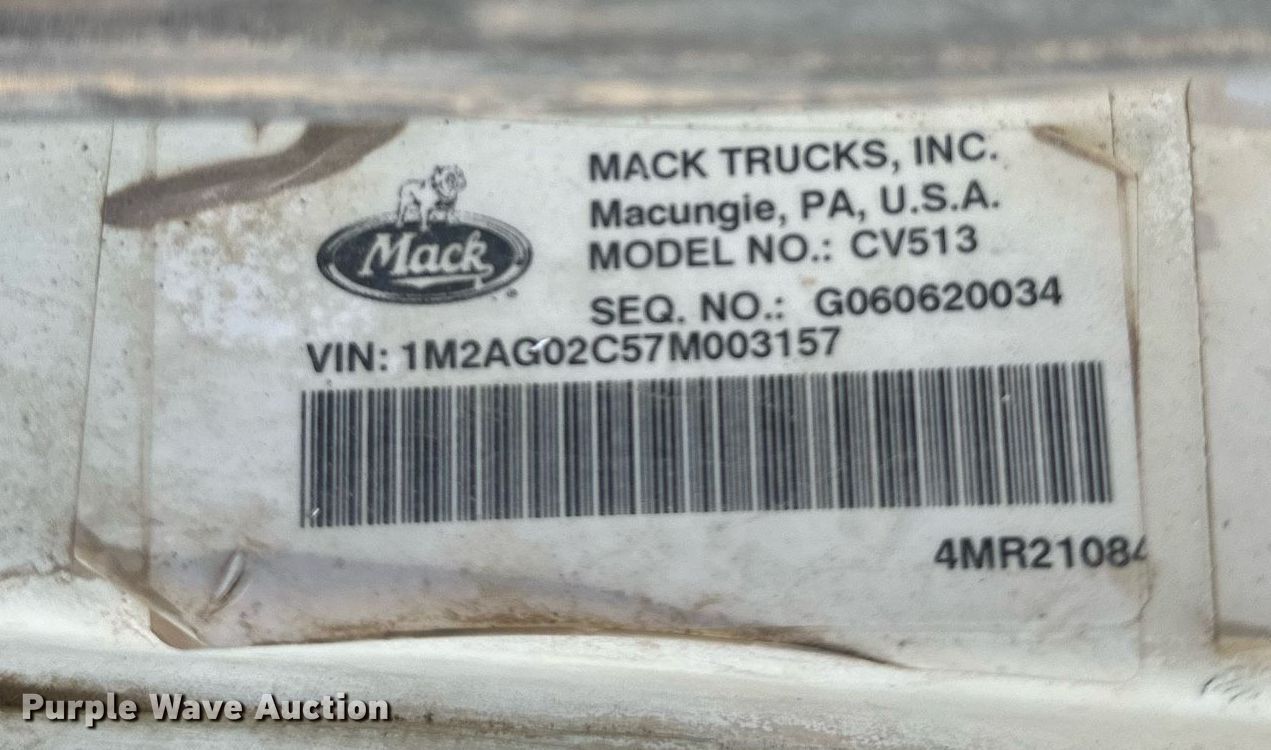 Mack
MACK TRUCKS, INC.
Macungie, PA, U.S.A.
MODEL NO.: CV513
SEQ. NO.: G060620034
VIN: 1M2AG02C57M003157
4MR21084
Purple Wave Auction